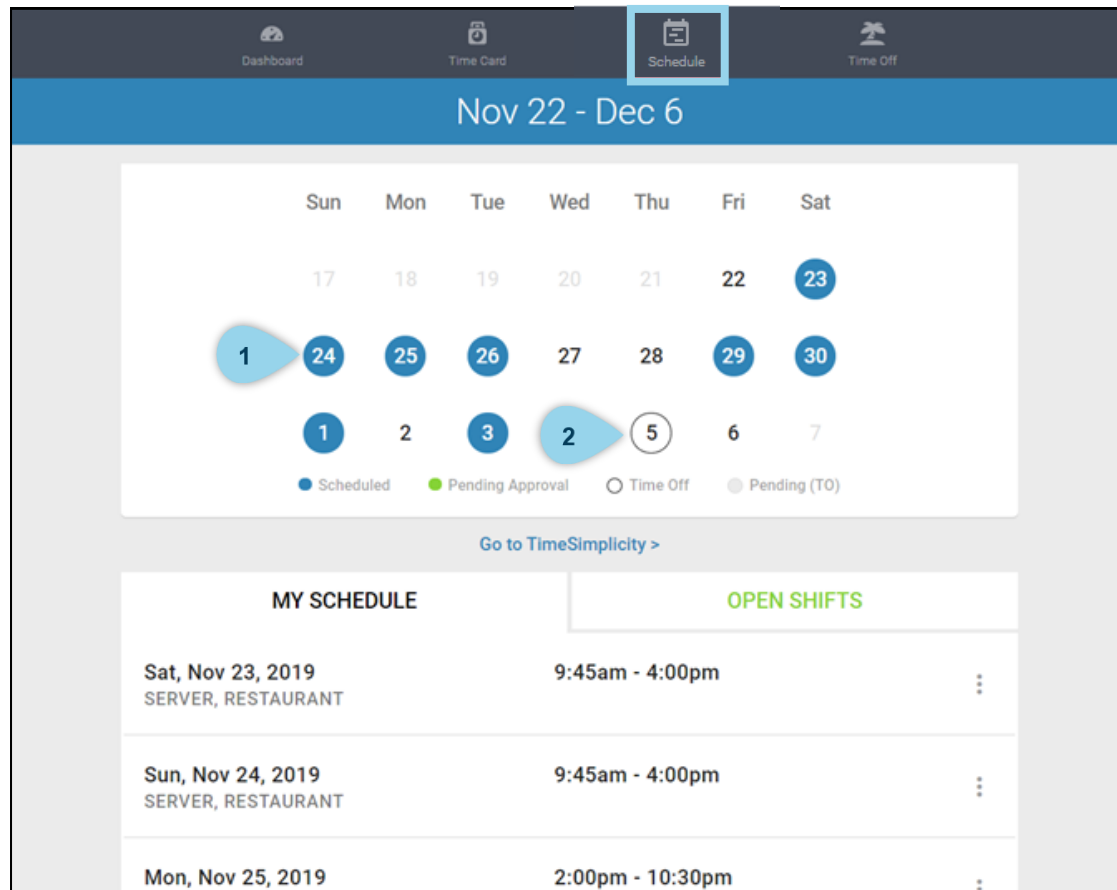 Dashboard Time Card Schedule Time Off
Nov 22 - Dec 6
Sun Mon Tue Wed Thu Fri Sat
17 18 19 20 21 22 23
1 24 25 26 27 28 29 30
1 2 3 2 5 6 7
Scheduled Pending Approval Time Off Pending (TO)
Go to TimeSimplicity >
MY SCHEDULE OPEN SHIFTS
Sat, Nov 23, 2019 9:45am - 4:00pm
SERVER, RESTAURANT
Sun, Nov 24, 2019 9:45am - 4:00pm
SERVER, RESTAURANT
Mon, Nov 25, 2019 2:00pm - 10:30pm